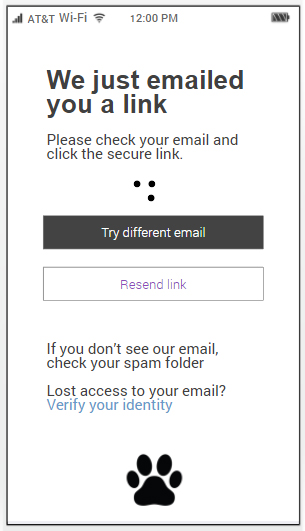 AT&T Wi-Fi 12:00 PM
We just emailed
you a link
Please check your email and
click the secure link.
Try different email
Resend link
If you don’t see our email,
check your spam folder
Lost access to your email?
Verify your identity